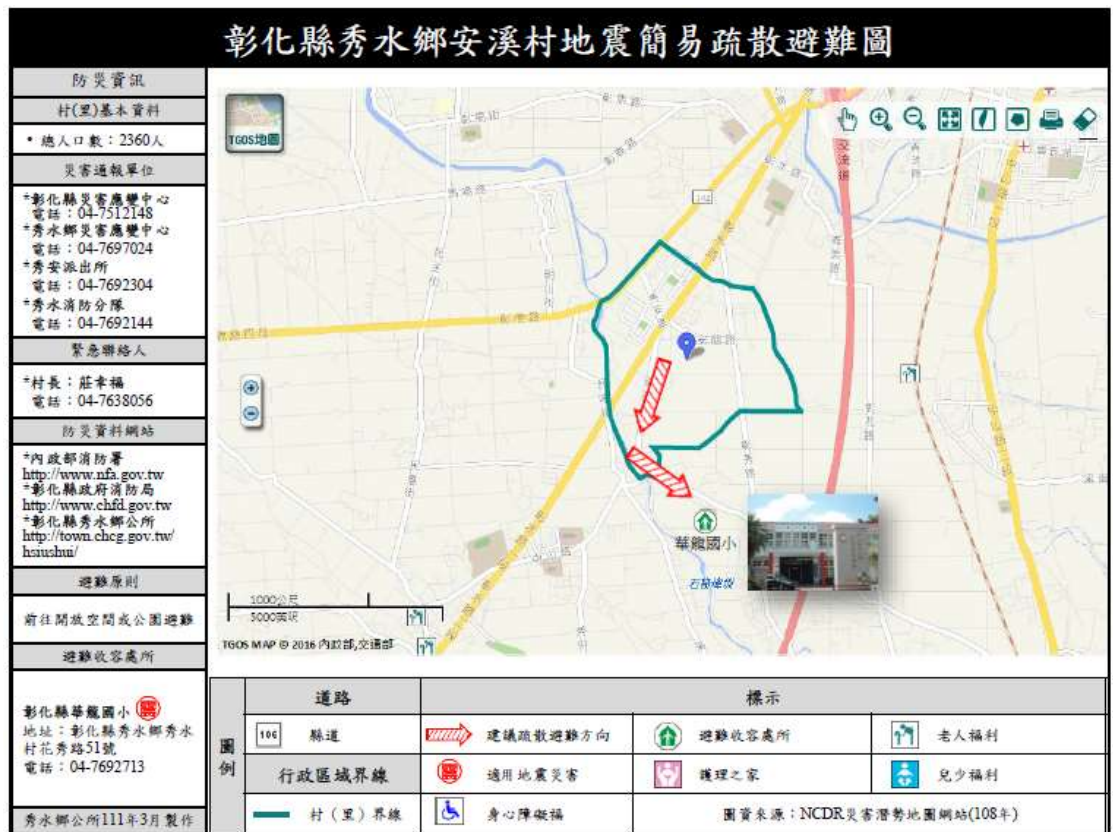 彰化縣秀水鄉安溪村地震簡易疏散避難圖
防災資訊
村(里)基本資料
• 總人口數：2360人
災害通報單位
*彰化縣災害應變中心
電話：04-7512148
*秀水鄉災害應變中心
電話：04-7697024
*秀安派出所
電話：04-7692304
*秀水消防分隊
電話：04-7692144
緊急聯絡人
*村長：莊幸福
電話：04-7638056
防災資料網站
*內政部消防署
http://www.nfa.gov.tw
*彰化縣政府消防局
http://www.chfd.gov.tw
*彰化縣秀水鄉公所
http://town.chcg.gov.tw/
hsiushui/
避難原則
前往開放空間或公園避難
避難收容處所
彰化縣華龍國小
地址：彰化縣秀水鄉秀水
村花秀路51號
電話：04-7692713
秀水鄉公所111年3月製作
TGOS地圖
交流道
142
彰水路
華龍國小
1000公尺
5000英呎
TGOS MAP © 2016 內政部,交通部
圖例
道路
標示
106
縣道
建議疏散避難方向
避難收容處所
老人福利
行政區域界線
適用地震災害
護理之家
兒少福利
村（里）界線
身心障礙福
圖資來源：NCDR災害潛勢地圖網站(108年)